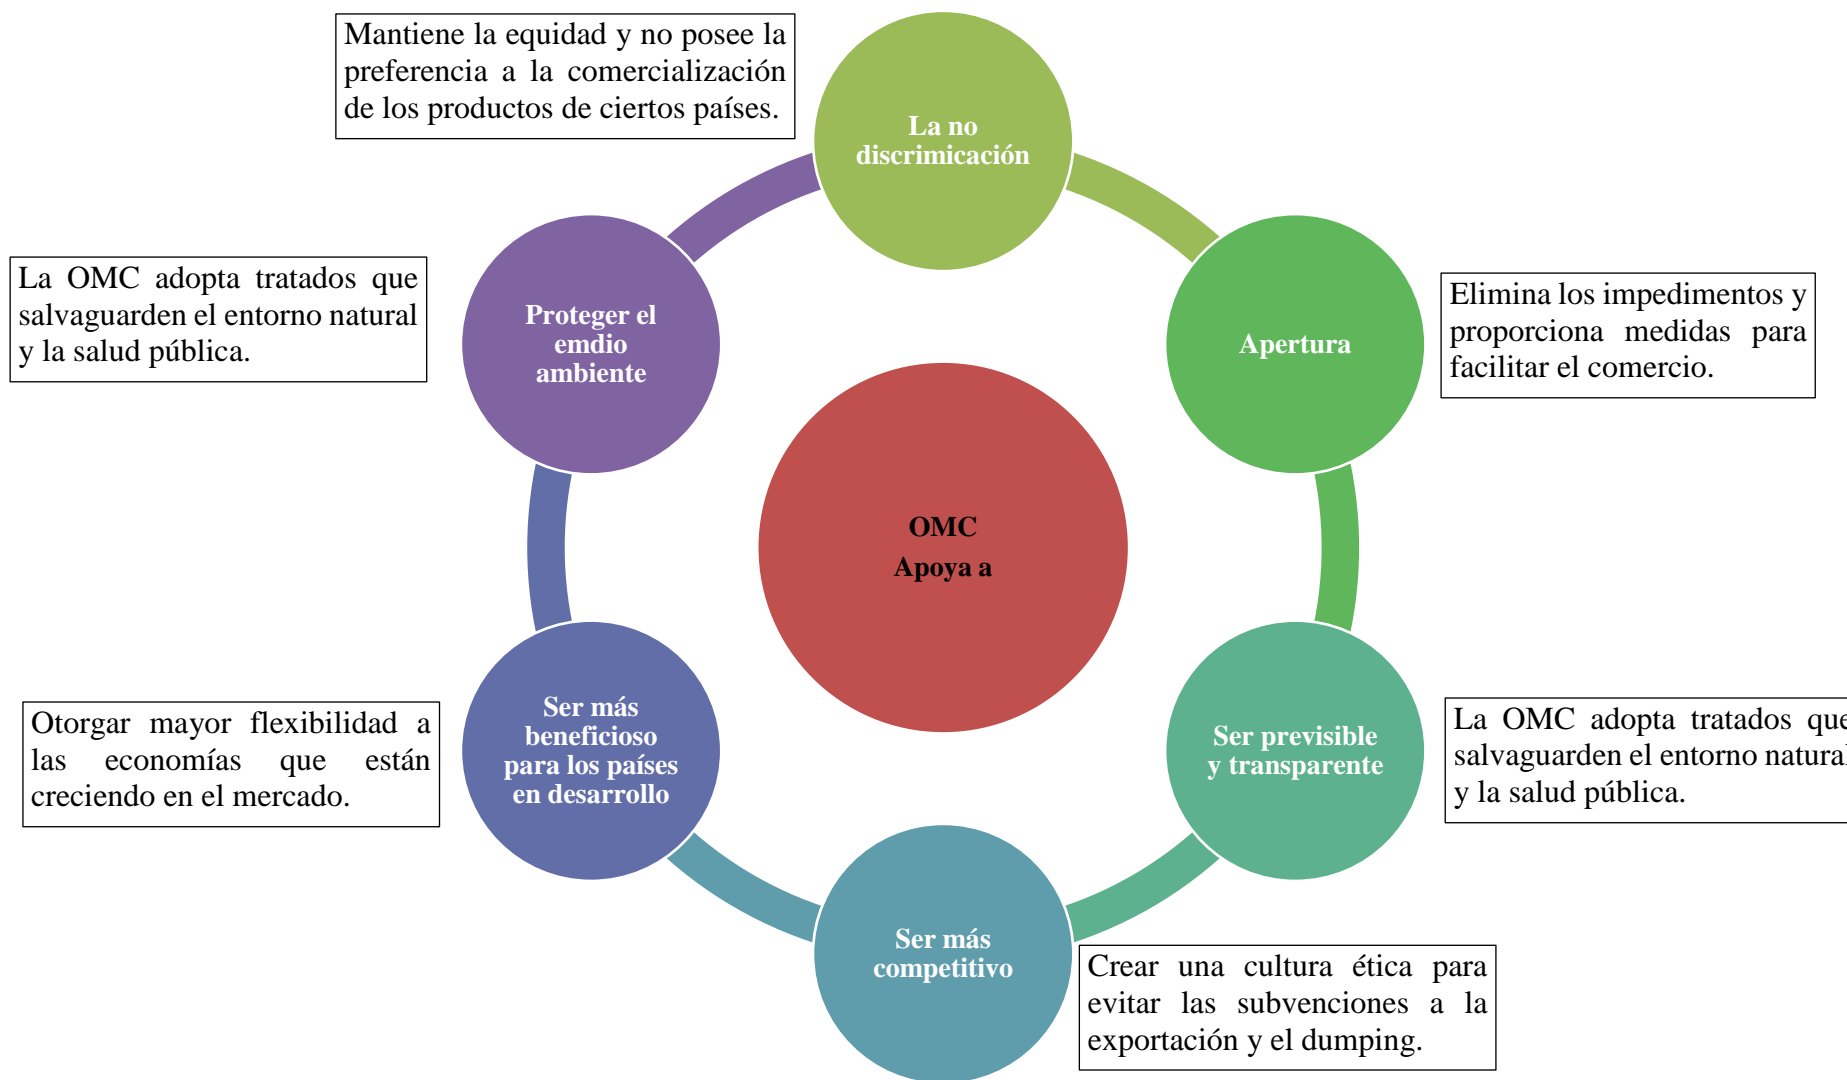 Mantiene la equidad y no posee la
preferencia a la comercialización
de los productos de ciertos países.
La no
discrimicación
La OMC adopta tratados que
salvaguarden el entorno natural
y la salud pública.
Proteger el
emdio
ambiente
Apertura
Elimina los impedimentos y
proporciona medidas para
facilitar el comercio.
OMC
Apoya a
Otorgar mayor flexibilidad a
las economías que están
creciendo en el mercado.
Ser más
beneficioso
para los países
en desarrollo
Ser previsible
y transparente
La OMC adopta tratados que
salvaguarden el entorno natural
y la salud pública.
Ser más
competitivo
Crear una cultura ética para
evitar las subvenciones a la
exportación y el dumping.